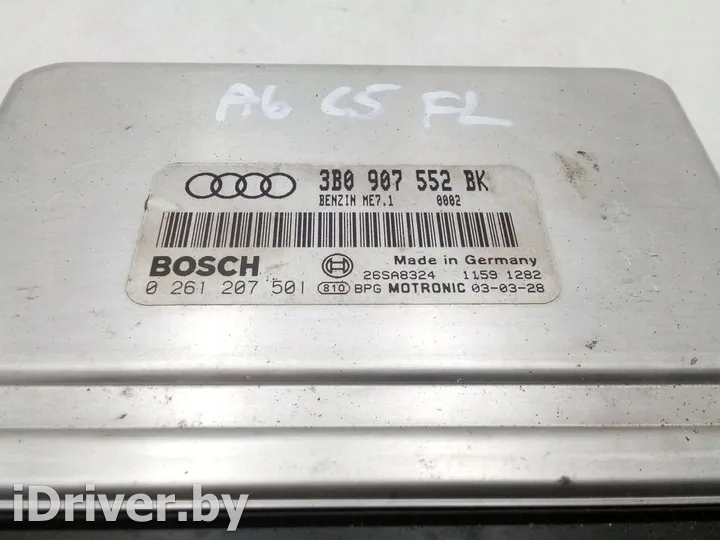 A6 C5 FL
3B0 907 552 BK
BENZIN ME7.1 0002
Made in Germany
BOSCH 26SA8324 1159 1282
0 261 207 501 810 BPG MOTRONIC 03-03-28
iDriver.by